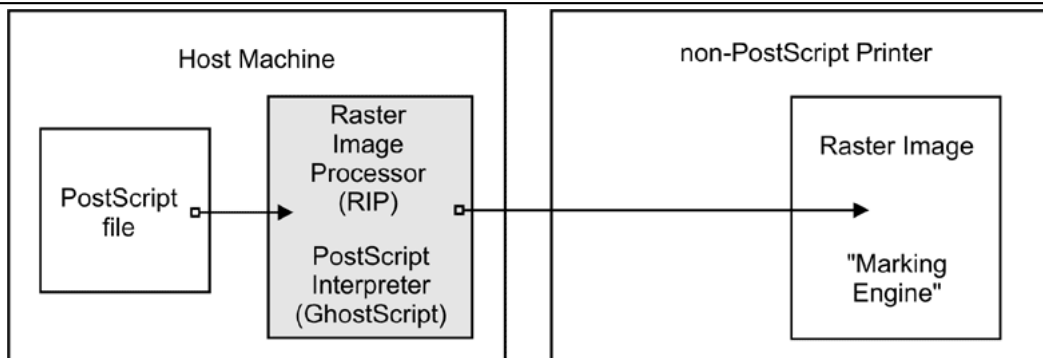 Host Machine
non-PostScript Printer
PostScript
file
Raster
Image
Processor
(RIP)
PostScript
Interpreter
(GhostScript)
Raster Image
"Marking
Engine"